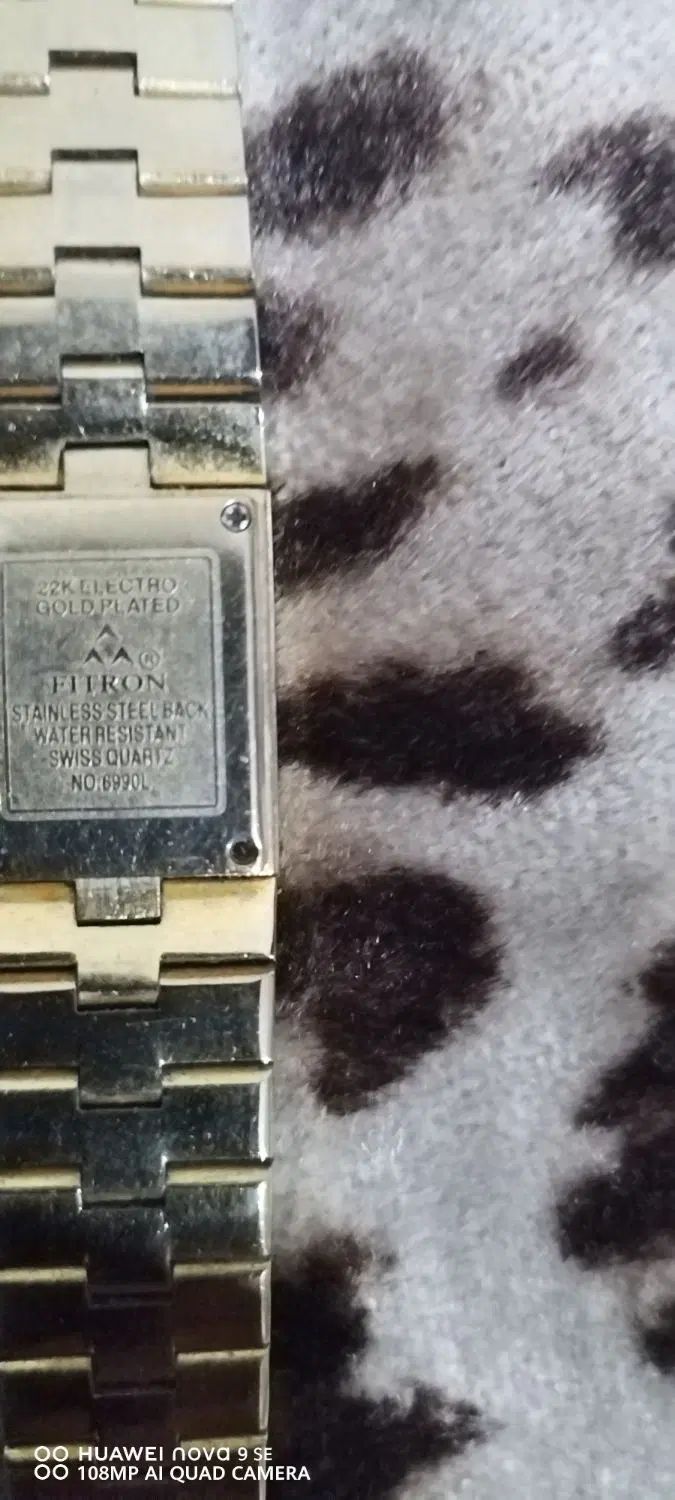 22K ELECTRO
GOLD PLATED
®
FITRON
STAINLESS STEEL BACK
WATER RESISTANT
SWISS QUARTZ
NO:6990L
HUAWEI nova 9 SE
108MP AI QUAD CAMERA